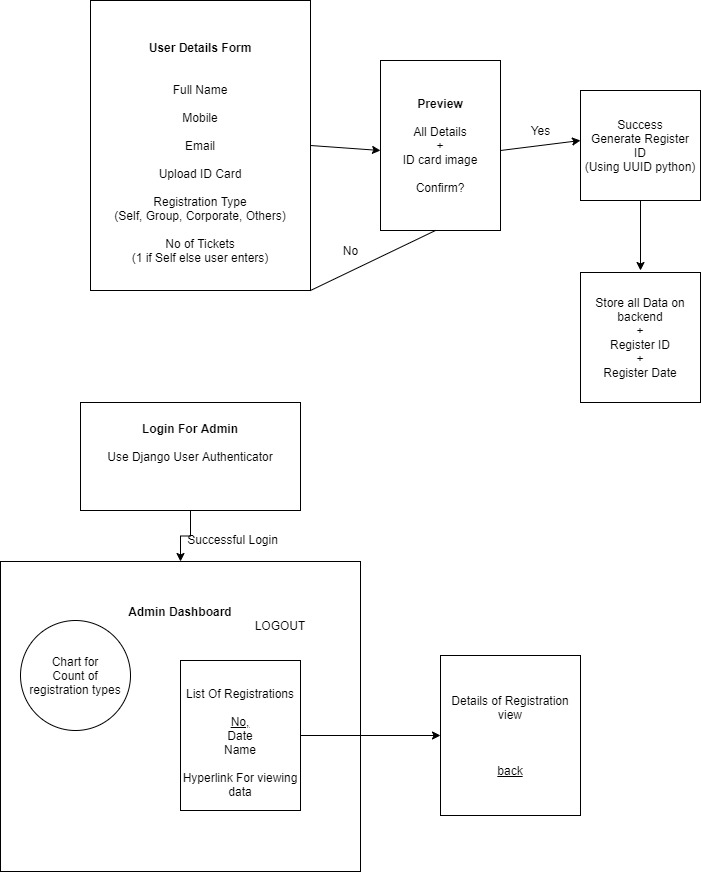 User Details Form
Full Name
Mobile
Email
Upload ID Card
Registration Type
(Self, Group, Corporate, Others)
No of Tickets
(1 if Self else user enters)
Preview
All Details
+
ID card image
Confirm?
Yes
No
Success
Generate Register
ID
(Using UUID python)
Store all Data on
backend
+
Register ID
+
Register Date
Login For Admin
Use Django User Authenticator
Successful Login
Admin Dashboard
LOGOUT
Chart for
Count of
registration types
List Of Registrations
No,
Date
Name
Hyperlink For viewing
data
Details of Registration
view
back